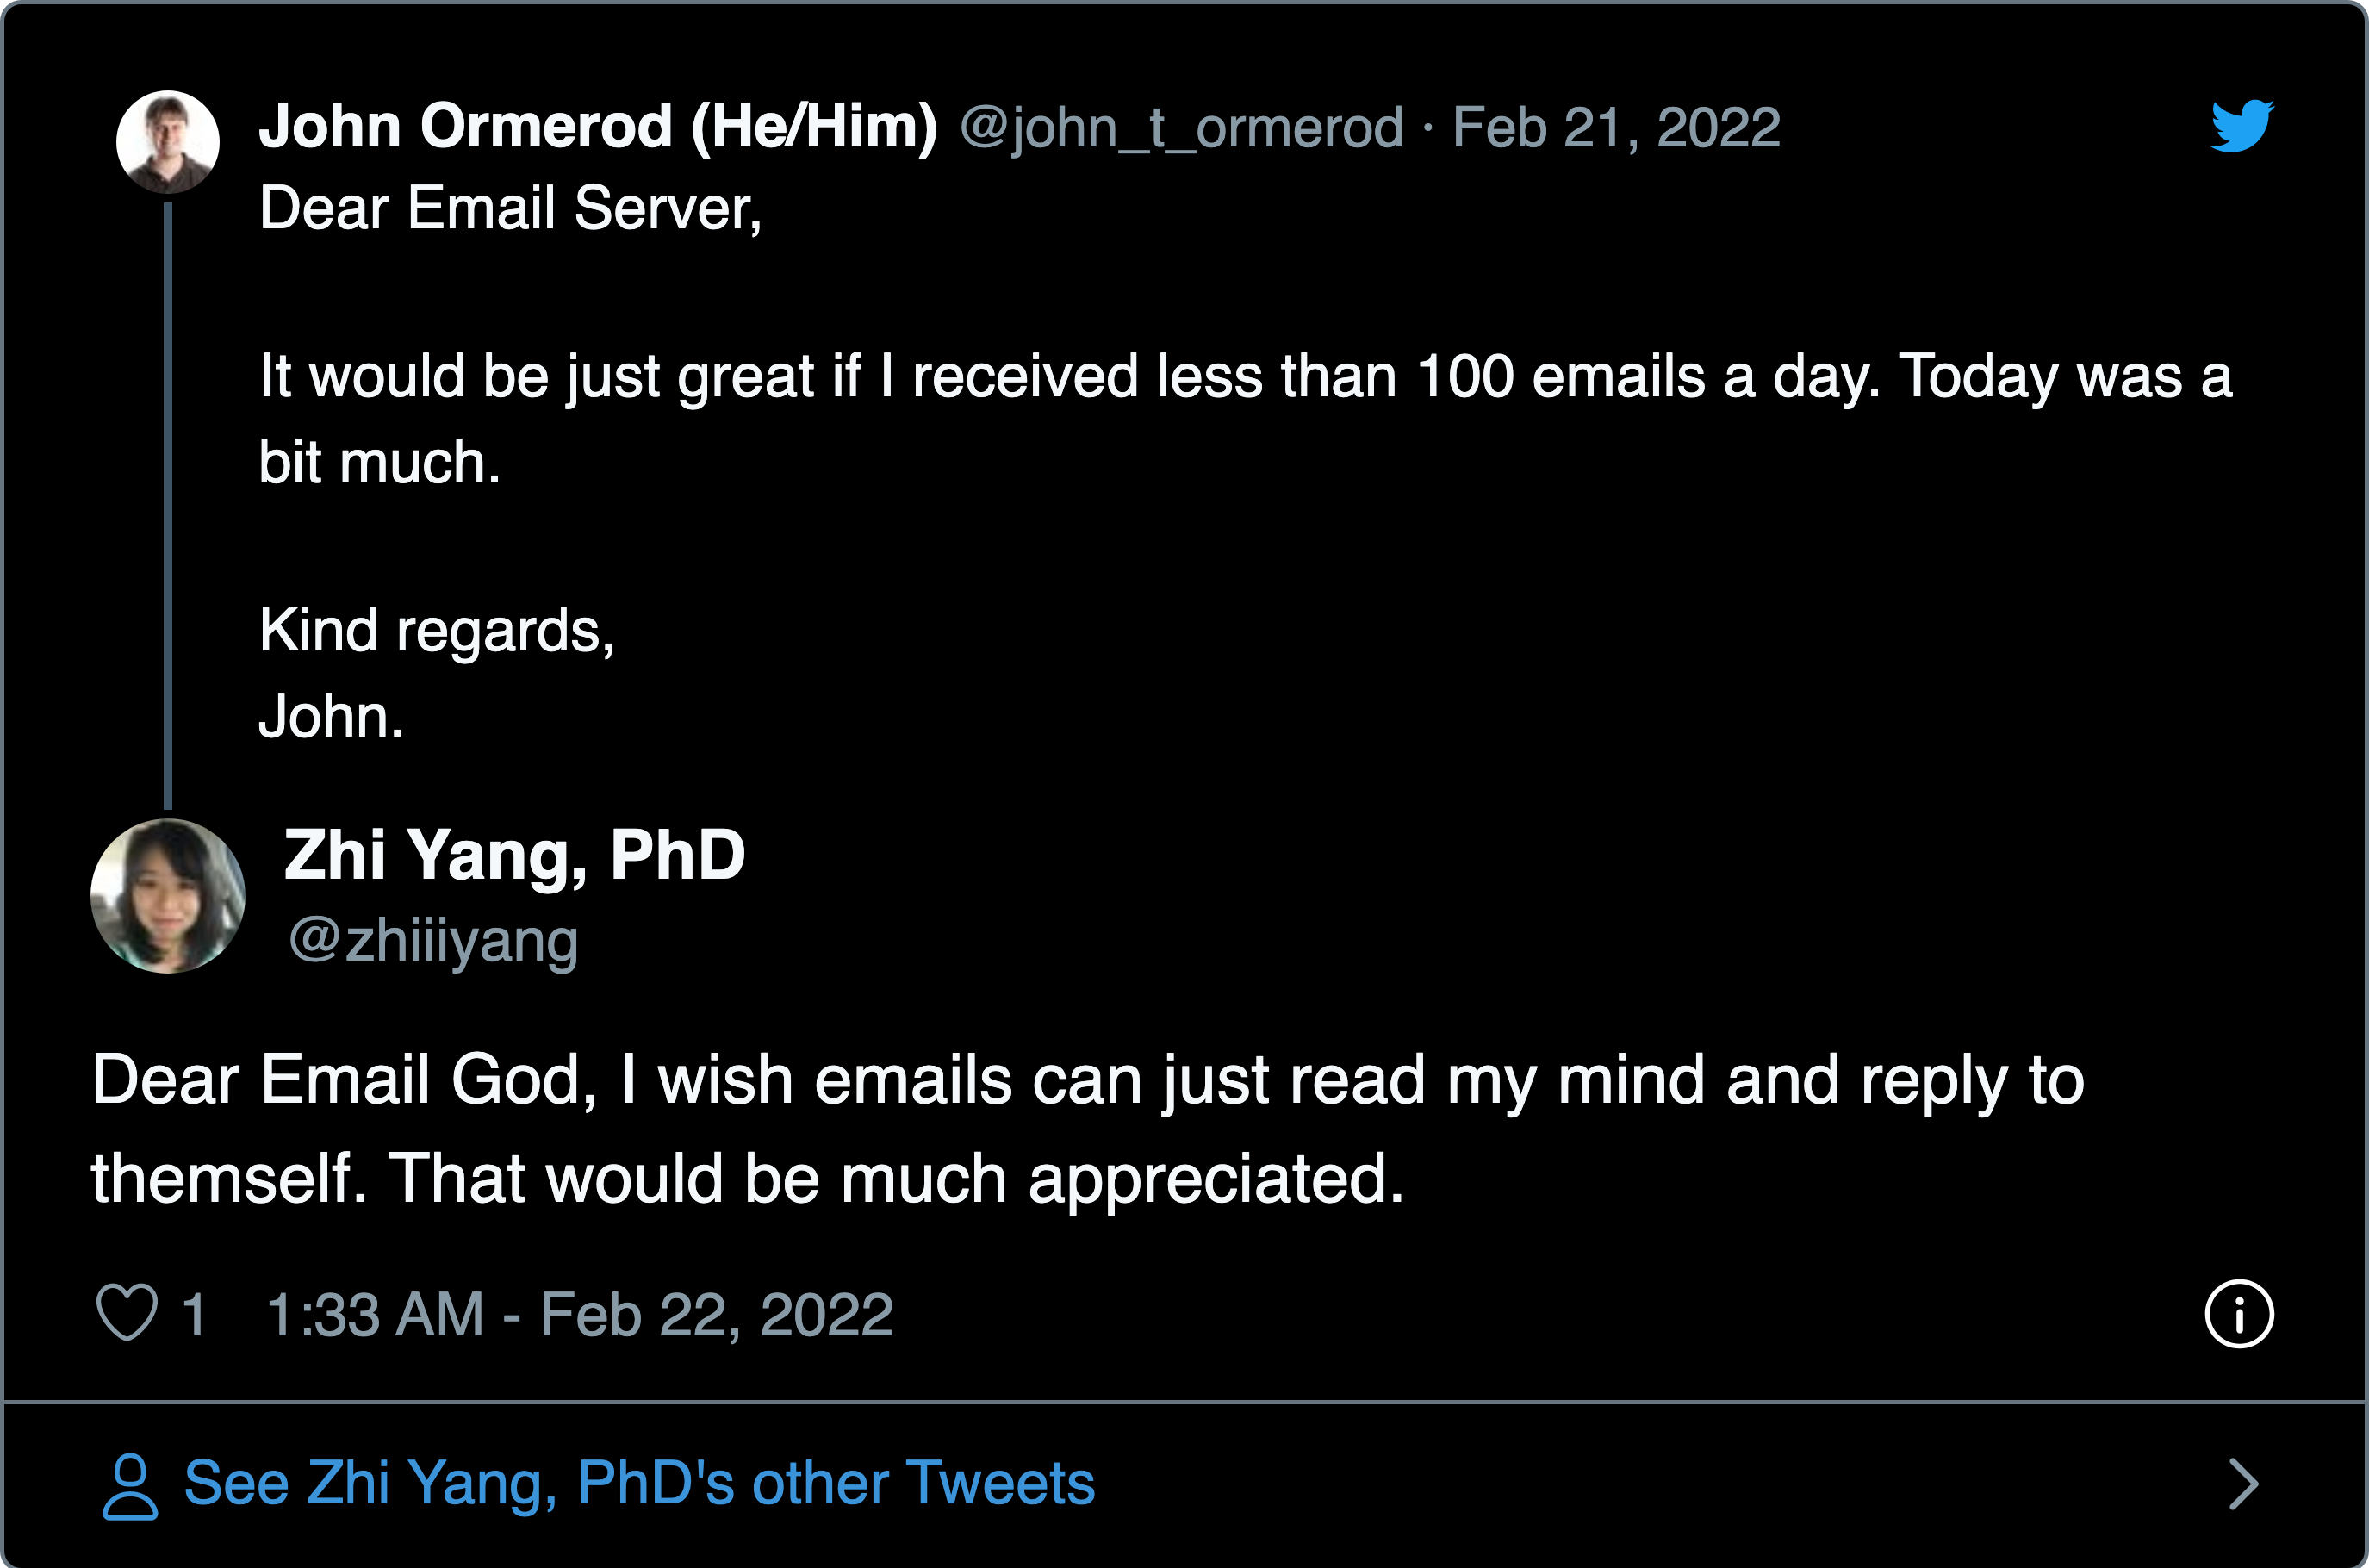 John Ormerod (He/Him) @john_t_ormerod · Feb 21, 2022
Dear Email Server,
It would be just great if I received less than 100 emails a day. Today was a
bit much.
Kind regards,
John.
Zhi Yang, PhD
@zhiiiyang
Dear Email God, I wish emails can just read my mind and reply to
themself. That would be much appreciated.
1 1:33 AM - Feb 22, 2022
See Zhi Yang, PhD's other Tweets